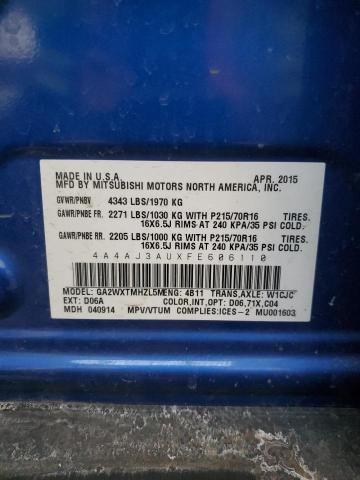 MADE IN U.S.A. APR. 2015
MFD BY MITSUBISHI MOTORS NORTH AMERICA, INC.
GVWR/PNBV 4343 LBS/1970 KG
GAWR/PNBE FR. 2271 LBS/1030 KG WITH P215/70R16 TIRES.
16X6.5J RIMS AT 240 KPA/35 PSI COLD.
GAWR/PNBE RR. 2205 LBS/1000 KG WITH P215/70R16 TIRES.
16X6.5J RIMS AT 240 KPA/35 PSI COLD.
4A4AJ3AUXFE606110
MODEL: GA2WXTMHZL5M ENG: 4B11 TRANS,AXLE: W1CJC
EXT: D06A COLOR,INT,OPT: D06,71X,C04
MDH 040914 MPV/VTUM COMPLIES:ICES-2 MU001603